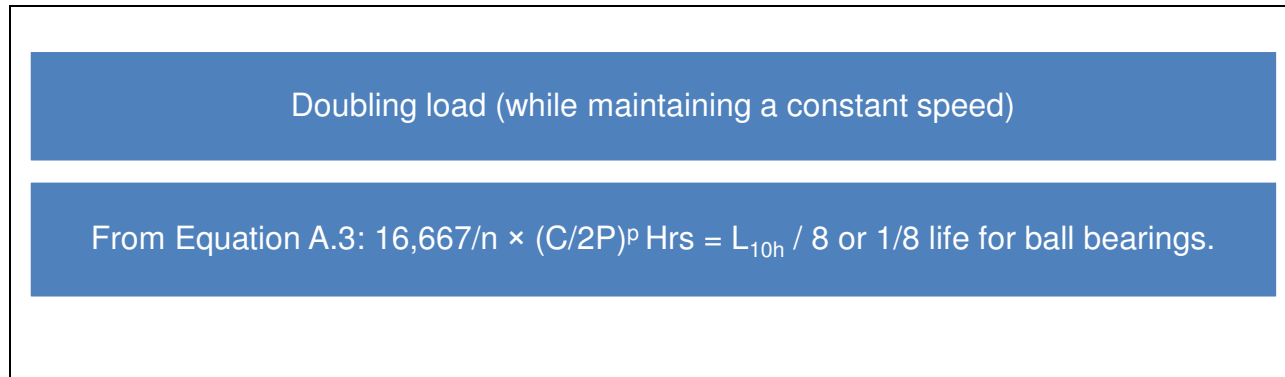 Doubling load (while maintaining a constant speed)
From Equation A.3: 16,667/n × (C/2P)ᵖ Hrs = L₁₀ₕ / 8 or 1/8 life for ball bearings.